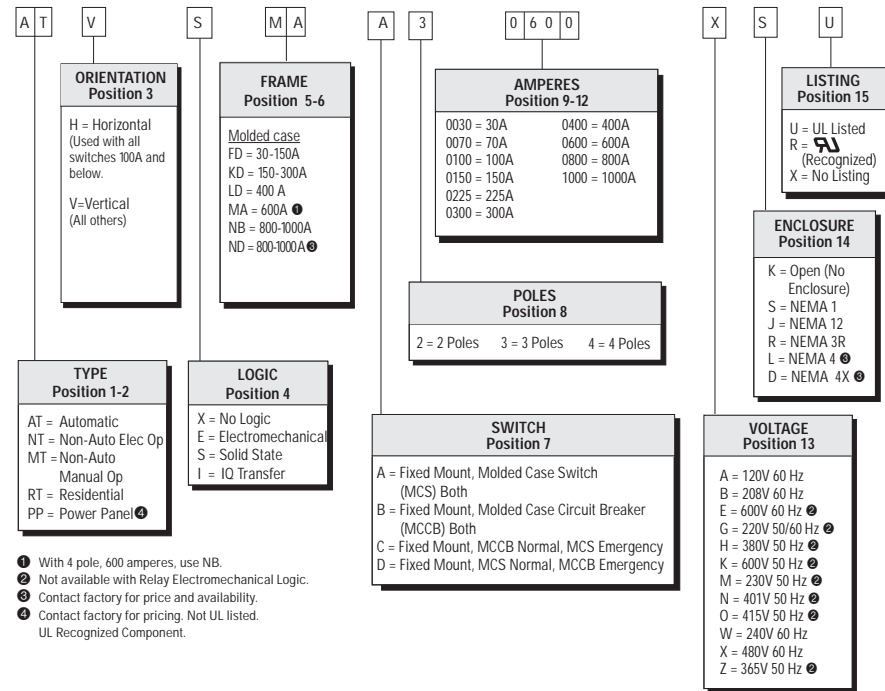 A T V S M A A 3 0 6 0 0 X S U
ORIENTATION
Position 3
H = Horizontal
(Used with all
switches 100A and
below.
V=Vertical
(All others)
FRAME
Position 5-6
Molded case
FD = 30-150A
KD = 150-300A
LD = 400 A
MA = 600A ❶
NB = 800-1000A
ND = 800-1000A❸
AMPERES
Position 9-12
0030 = 30A 0400 = 400A
0070 = 70A 0600 = 600A
0100 = 100A 0800 = 800A
0150 = 150A 1000 = 1000A
0225 = 225A
0300 = 300A
LISTING
Position 15
U = UL Listed
R =
(Recognized)
X = No Listing
ENCLOSURE
Position 14
K = Open (No
Enclosure)
S = NEMA 1
J = NEMA 12
R = NEMA 3R
L = NEMA 4 ❸
D = NEMA 4X ❸
POLES
Position 8
2 = 2 Poles 3 = 3 Poles 4 = 4 Poles
TYPE
Position 1-2
AT = Automatic
NT = Non-Auto Elec Op
MT = Non-Auto
Manual Op
RT = Residential
PP = Power Panel❹
LOGIC
Position 4
X = No Logic
E = Electromechanical
S = Solid State
I = IQ Transfer
SWITCH
Position 7
A = Fixed Mount, Molded Case Switch
(MCS) Both
B = Fixed Mount, Molded Case Circuit Breaker
(MCCB) Both
C = Fixed Mount, MCCB Normal, MCS Emergency
D = Fixed Mount, MCS Normal, MCCB Emergency
VOLTAGE
Position 13
A = 120V 60 Hz
B = 208V 60 Hz
E = 600V 60 Hz ❷
G = 220V 50/60 Hz ❷
H = 380V 50 Hz ❷
K = 600V 50 Hz ❷
M = 230V 50 Hz ❷
N = 401V 50 Hz ❷
O = 415V 50 Hz ❷
W = 240V 60 Hz
X = 480V 60 Hz
Z = 365V 50 Hz ❷
❶ With 4 pole, 600 amperes, use NB.
❷ Not available with Relay Electromechanical Logic.
❸ Contact factory for price and availability.
❹ Contact factory for pricing. Not UL listed.
UL Recognized Component.